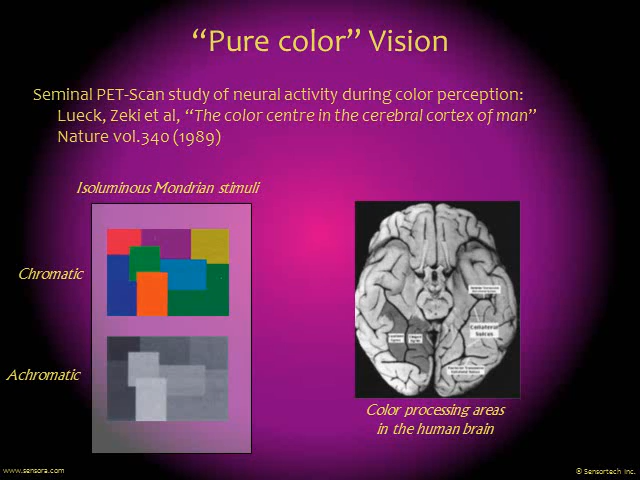 “Pure color” Vision
Seminal PET-Scan study of neural activity during color perception:
Lueck, Zeki et al, “The color centre in the cerebral cortex of man”
Nature vol.340 (1989)
Isoluminous Mondrian stimuli
Chromatic
Achromatic
Collateral
Sulcus
Color processing areas
in the human brain
www.sensora.com
© Sensortech Inc.